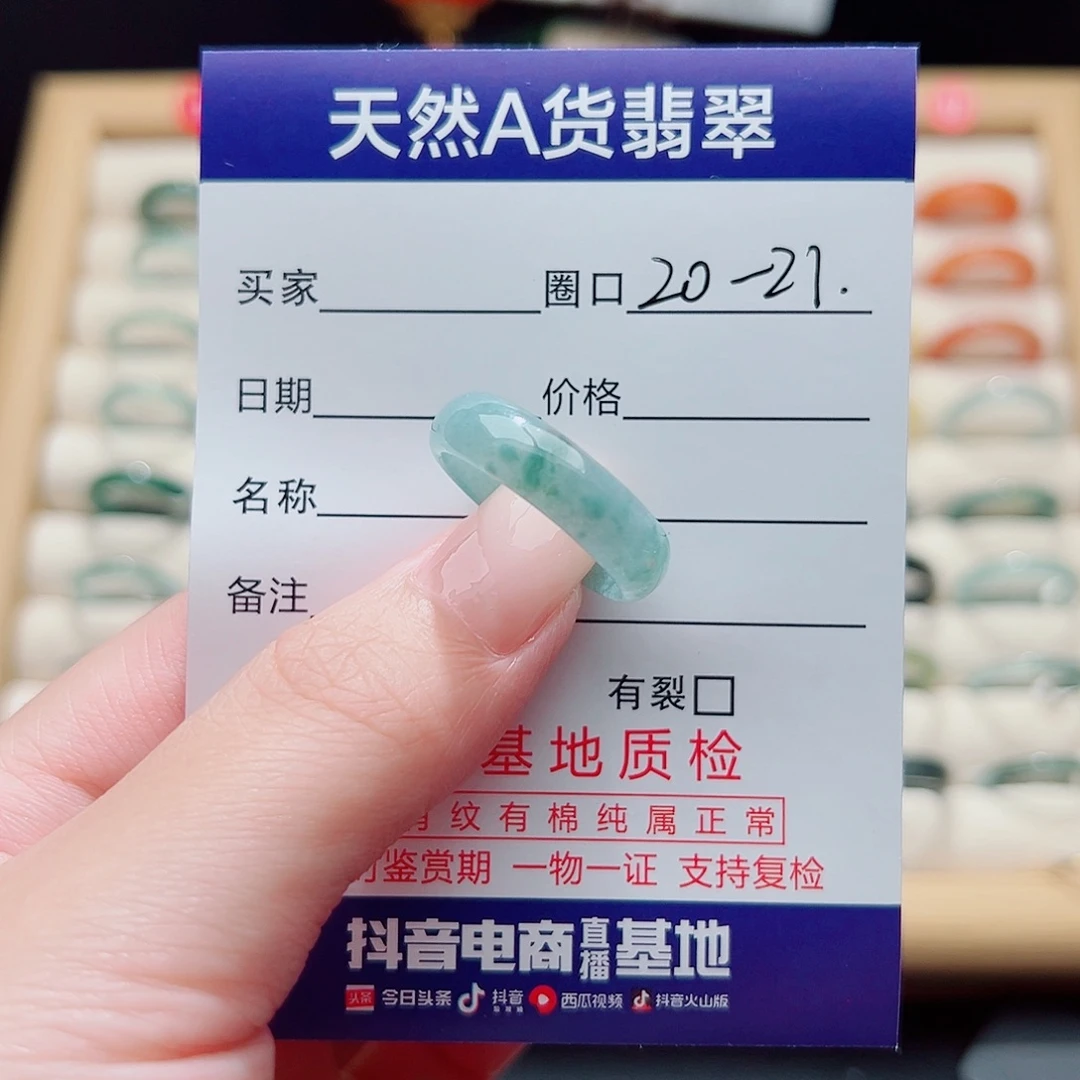 天然A货翡翠
买家 圈口 20-21.
日期 价格
名称
备注
有裂
基地质检
纹有棉纯属正常
鉴赏期 一物一证 支持复检
抖音电商直播基地
头条 今日头条 抖音 西瓜视频 抖音火山版